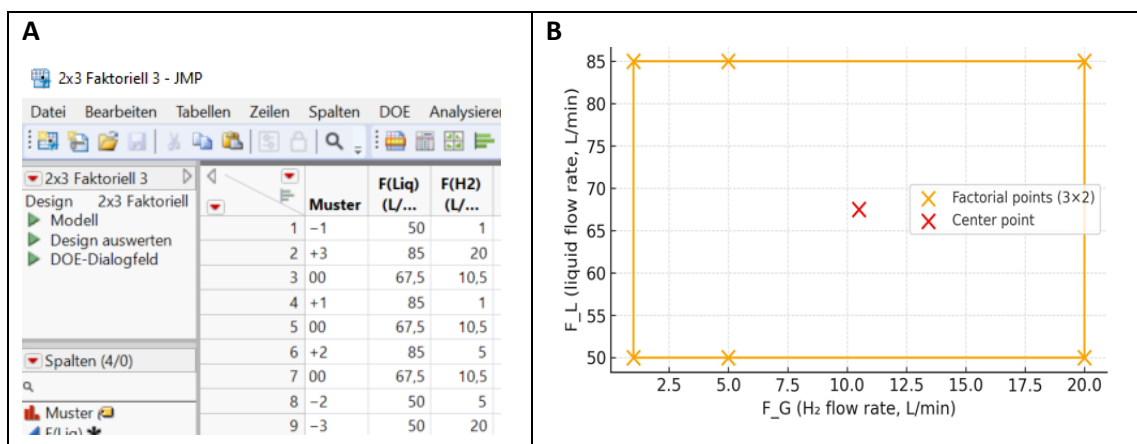 A
2x3 Faktoriell 3 - JMP
Datei Bearbeiten Tabellen Zeilen Spalten DOE Analysieren
2x3 Faktoriell 3
Design 2x3 Faktoriell
Modell
Design auswerten
DOE-Dialogfeld
Spalten (4/0)
Muster
F(Liq)
Muster F(Liq) (L/... F(H2) (L/...
1 −1 50 1
2 +3 85 20
3 00 67,5 10,5
4 +1 85 1
5 00 67,5 10,5
6 +2 85 5
7 00 67,5 10,5
8 −2 50 5
9 −3 50 20
B
F_L (liquid flow rate, L/min)
85
80
75
70
65
60
55
50
2.5 5.0 7.5 10.0 12.5 15.0 17.5 20.0
F_G (H₂ flow rate, L/min)
Factorial points (3×2)
Center point